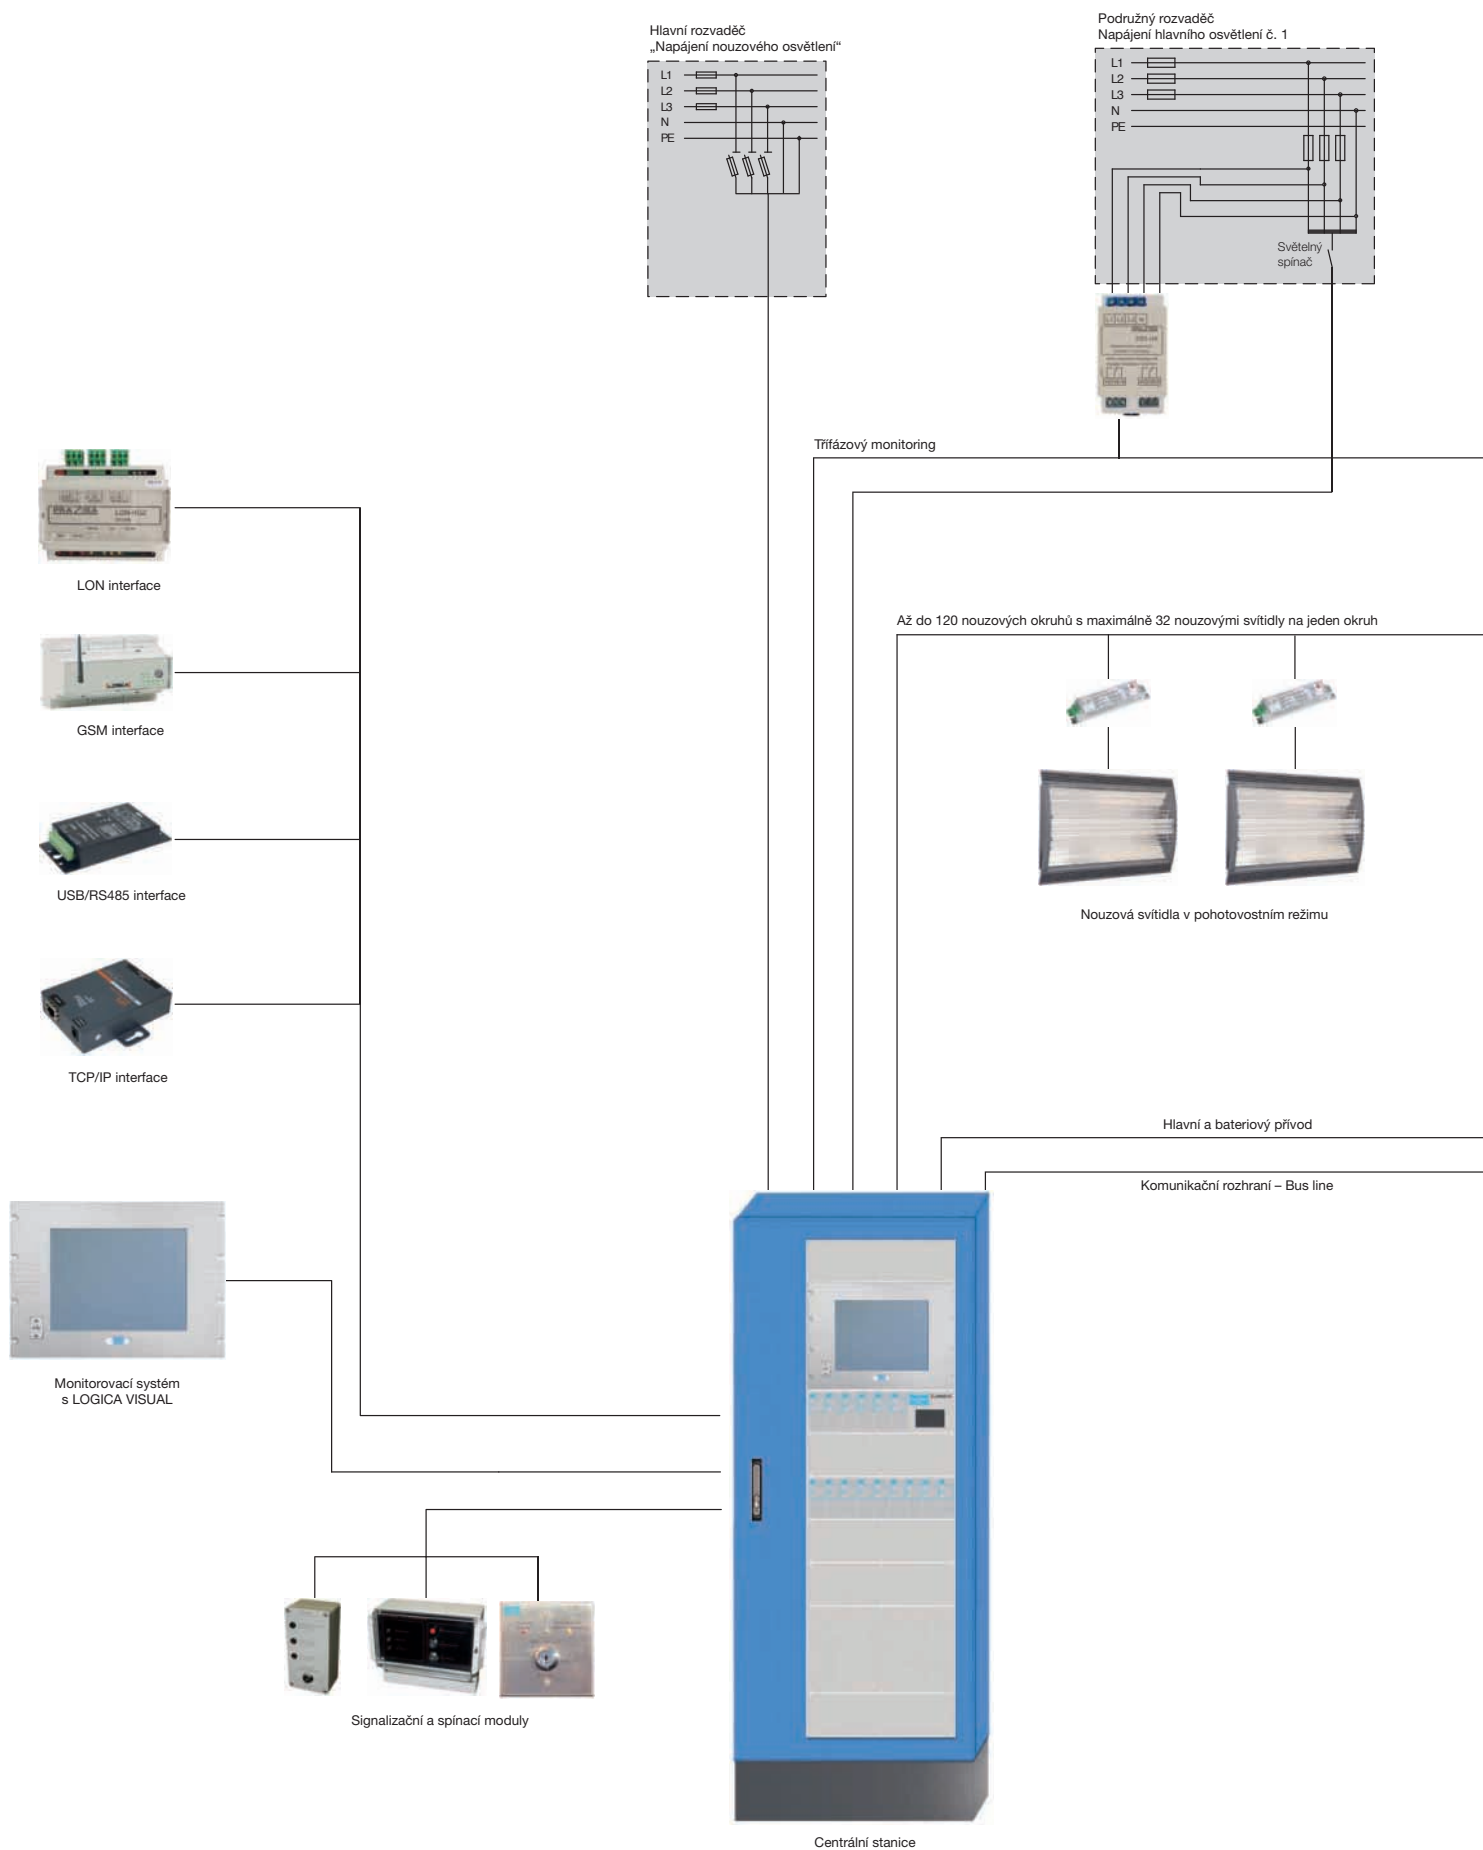 Hlavní rozvaděč
„Napájení nouzového osvětlení“
L1
L2
L3
N
PE
Podružný rozvaděč
Napájení hlavního osvětlení č. 1
L1
L2
L3
N
PE
Světelný
spínač
Třífázový monitoring
LON interface
Až do 120 nouzových okruhů s maximálně 32 nouzovými svítidly na jeden okruh
GSM interface
USB/RS485 interface
Nouzová svítidla v pohotovostním režimu
TCP/IP interface
Hlavní a bateriový přívod
Komunikační rozhraní – Bus line
Monitorovací systém
s LOGICA VISUAL
Signalizační a spínací moduly
Centrální stanice